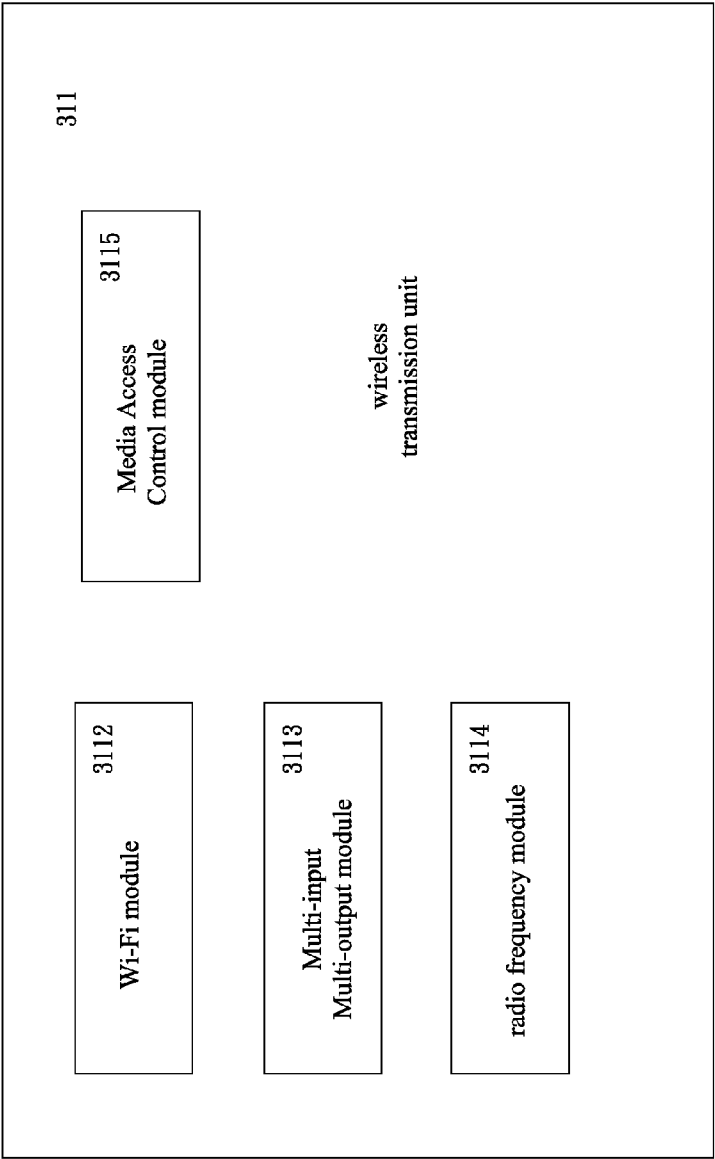 311
Wi-Fi module
3112
Media Access
Control module
3115
Multi-input
Multi-output module
3113
wireless
transmission unit
radio frequency module
3114